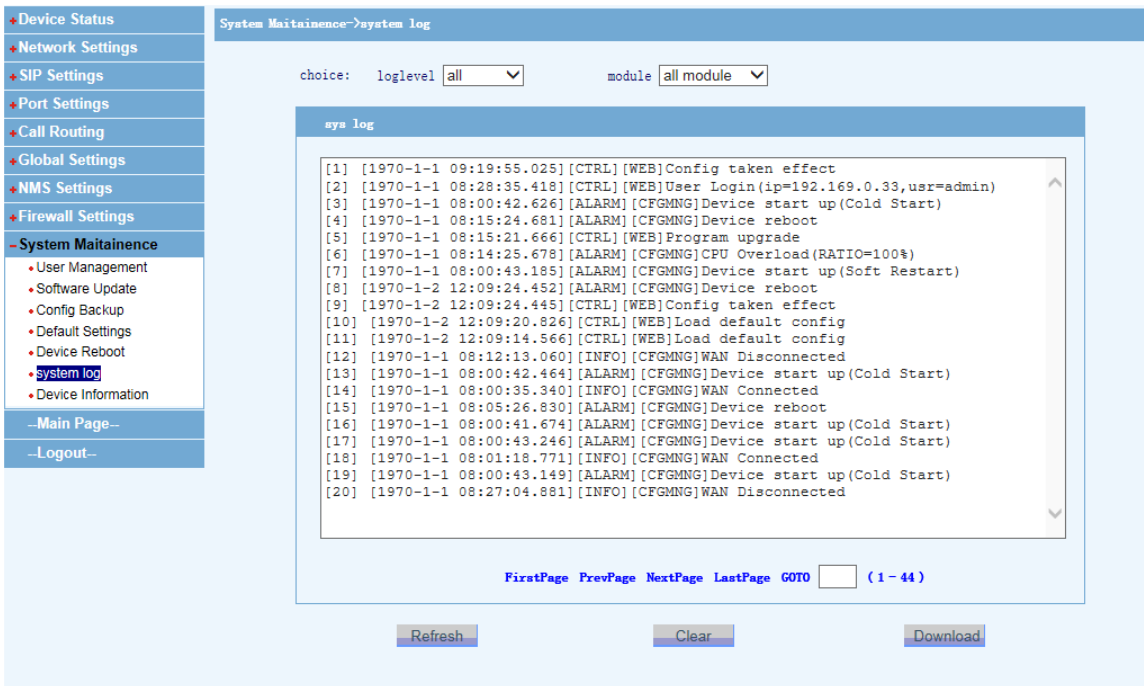 +Device Status
+Network Settings
+SIP Settings
+Port Settings
+Call Routing
+Global Settings
+NMS Settings
+Firewall Settings
−System Maitainence
User Management
Software Update
Config Backup
Default Settings
Device Reboot
system log
Device Information
--Main Page--
--Logout--
System Maitainence->system log
choice: loglevel all module all module
sys log
[1] [1970-1-1 09:19:55.025][CTRL][WEB]Config taken effect
[2] [1970-1-1 08:28:35.418][CTRL][WEB]User Login(ip=192.169.0.33,usr=admin)
[3] [1970-1-1 08:00:42.626][ALARM][CFGMNG]Device start up(Cold Start)
[4] [1970-1-1 08:15:24.681][ALARM][CFGMNG]Device reboot
[5] [1970-1-1 08:15:21.666][CTRL][WEB]Program upgrade
[6] [1970-1-1 08:14:25.678][ALARM][CFGMNG]CPU Overload(RATIO=100%)
[7] [1970-1-1 08:00:43.185][ALARM][CFGMNG]Device start up(Soft Restart)
[8] [1970-1-2 12:09:24.452][ALARM][CFGMNG]Device reboot
[9] [1970-1-2 12:09:24.445][CTRL][WEB]Config taken effect
[10] [1970-1-2 12:09:20.826][CTRL][WEB]Load default config
[11] [1970-1-2 12:09:14.566][CTRL][WEB]Load default config
[12] [1970-1-1 08:12:13.060][INFO][CFGMNG]WAN Disconnected
[13] [1970-1-1 08:00:42.464][ALARM][CFGMNG]Device start up(Cold Start)
[14] [1970-1-1 08:00:35.340][INFO][CFGMNG]WAN Connected
[15] [1970-1-1 08:05:26.830][ALARM][CFGMNG]Device reboot
[16] [1970-1-1 08:00:41.674][ALARM][CFGMNG]Device start up(Cold Start)
[17] [1970-1-1 08:00:43.246][ALARM][CFGMNG]Device start up(Cold Start)
[18] [1970-1-1 08:01:18.771][INFO][CFGMNG]WAN Connected
[19] [1970-1-1 08:00:43.149][ALARM][CFGMNG]Device start up(Cold Start)
[20] [1970-1-1 08:27:04.881][INFO][CFGMNG]WAN Disconnected
FirstPage PrevPage NextPage LastPage GOTO (1-44)
Refresh Clear Download